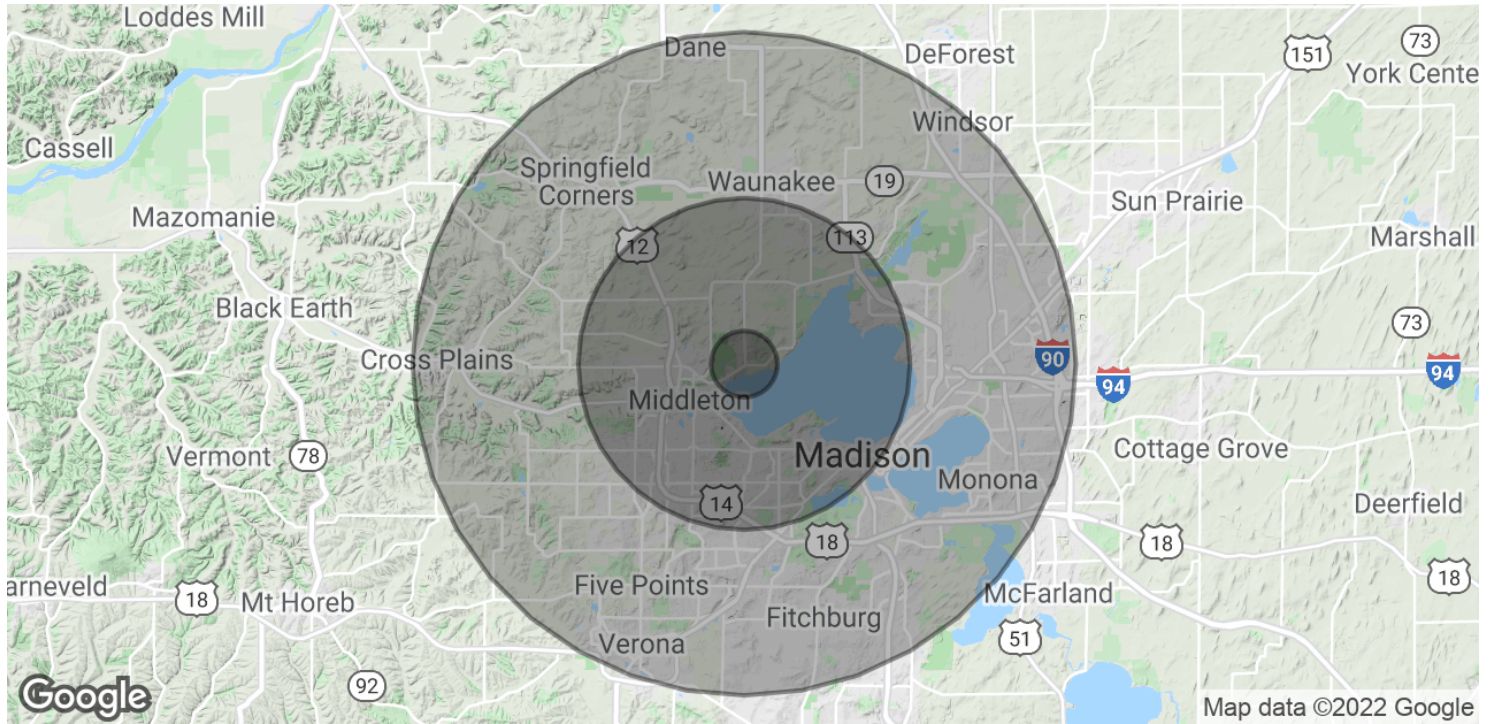 Loddes Mill
Dane
DeForest
151
73
York Cente
Windsor
Cassell
Springfield
Corners
Waunakee
19
Sun Prairie
Mazomanie
12
113
Marshall
Black Earth
73
Cross Plains
90
94
94
Middleton
Madison
Cottage Grove
Vermont
78
Monona
14
Deerfield
18
18
18
arneveld
18
Mt Horeb
Five Points
McFarland
Fitchburg
51
Verona
92
Google
Map data ©2022 Google